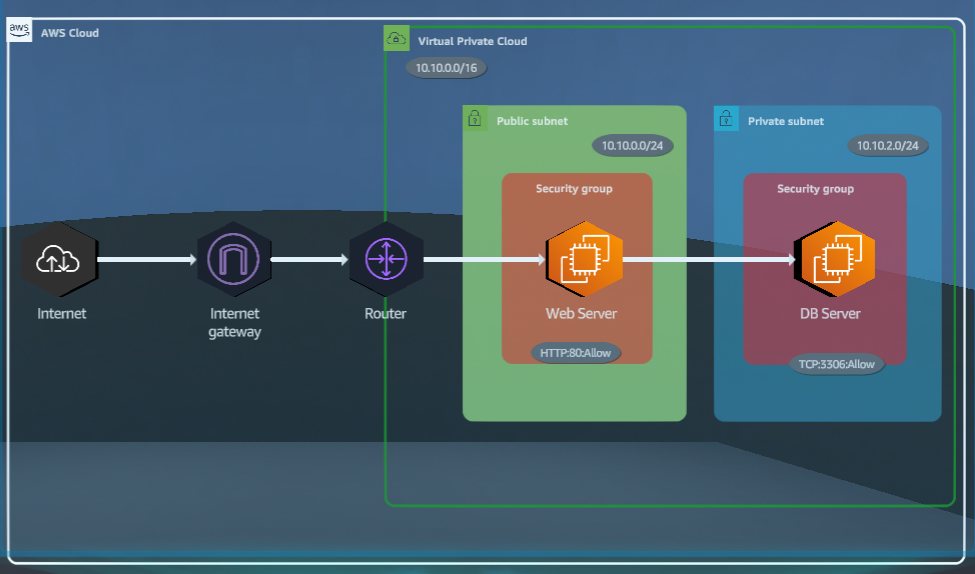 aws
AWS Cloud
Virtual Private Cloud
10.10.0.0/16
Public subnet
10.10.0.0/24
Security group
Private subnet
10.10.2.0/24
Security group
Internet
Internet
gateway
Router
Web Server
HTTP:80:Allow
DB Server
TCP:3306:Allow